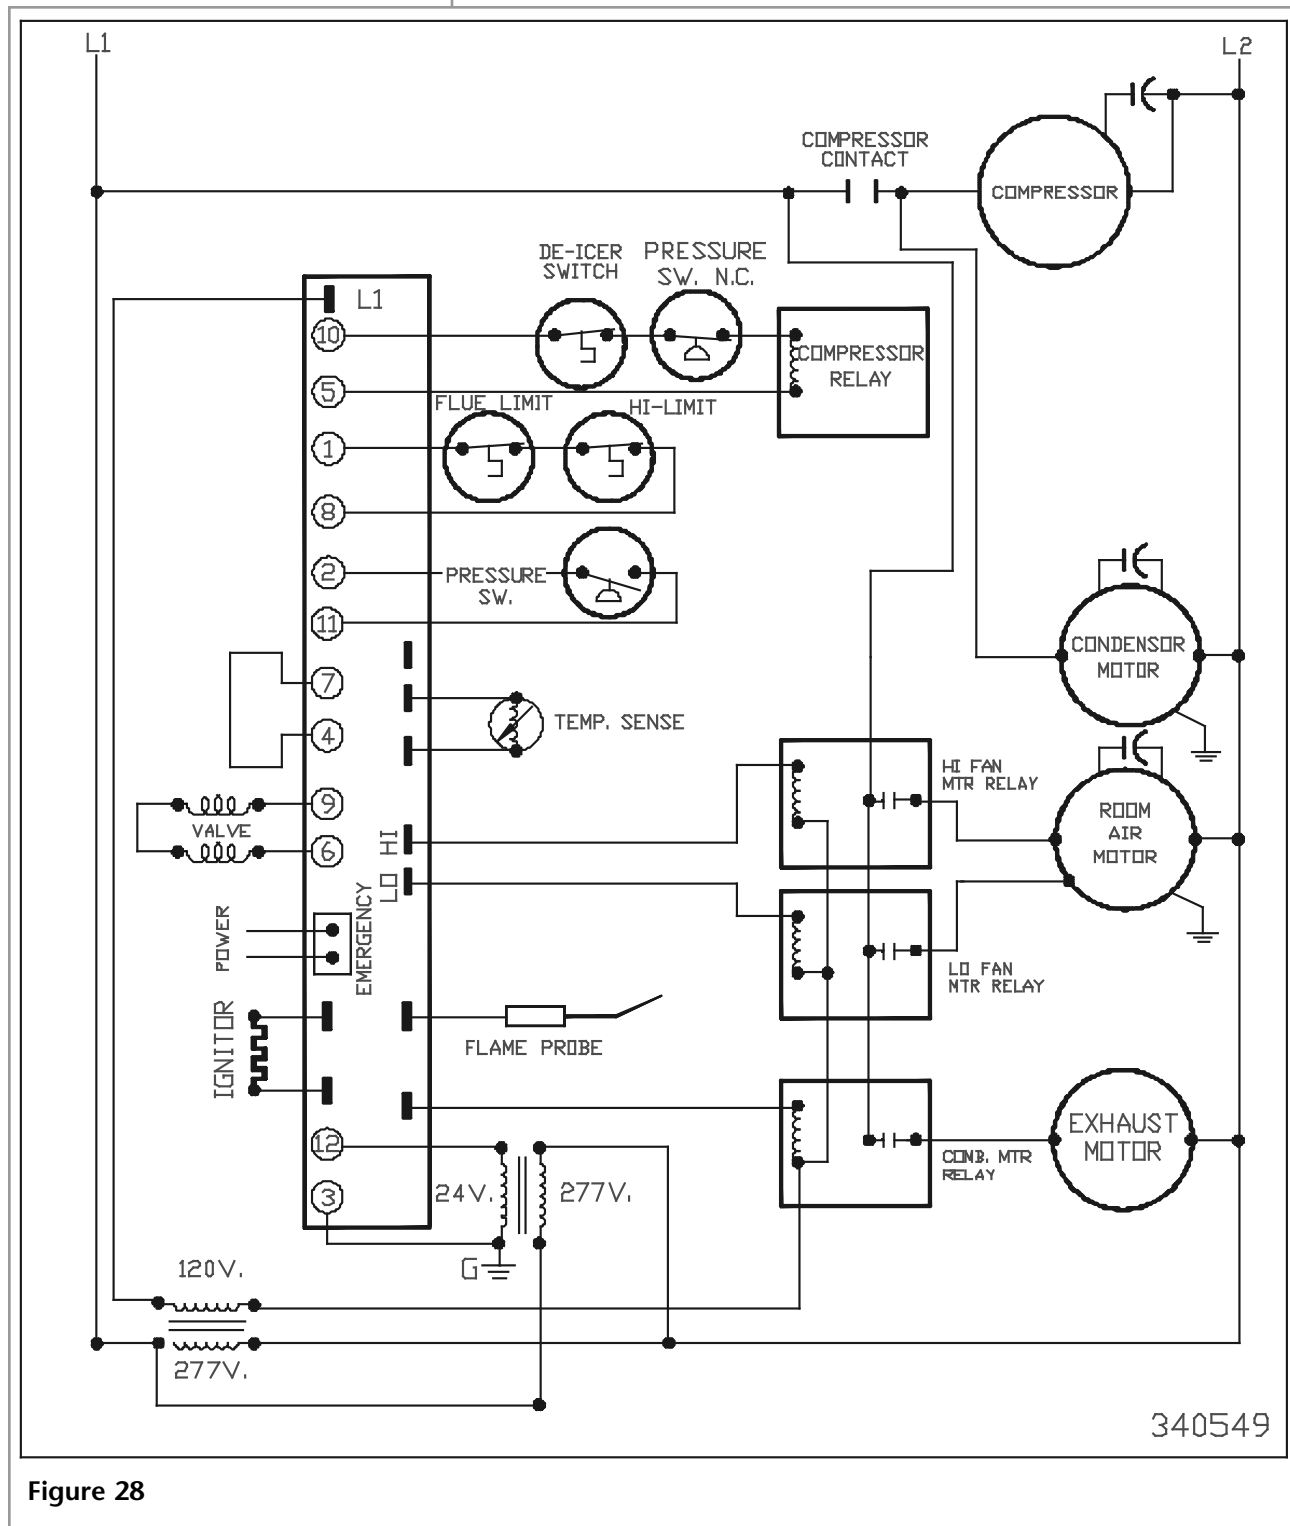 L1
L2
COMPRESSOR
CONTACT
COMPRESSOR
DE-ICER
SWITCH
PRESSURE
SW. N.C.
L1
10
COMPRESSOR
RELAY
5
FLUE LIMIT
HI-LIMIT
1
8
2
PRESSURE
SW.
11
CONDENSOR
MOTOR
7
4
TEMP. SENSE
HI FAN
MTR RELAY
ROOM
AIR
MOTOR
9
VALVE
6
HI
LO
POWER
EMERGENCY
LO FAN
MTR RELAY
IGNITOR
FLAME PROBE
EXHAUST
MOTOR
COMB. MTR
RELAY
12
3
24V.
277V.
G
120V.
277V.
340549
Figure 28